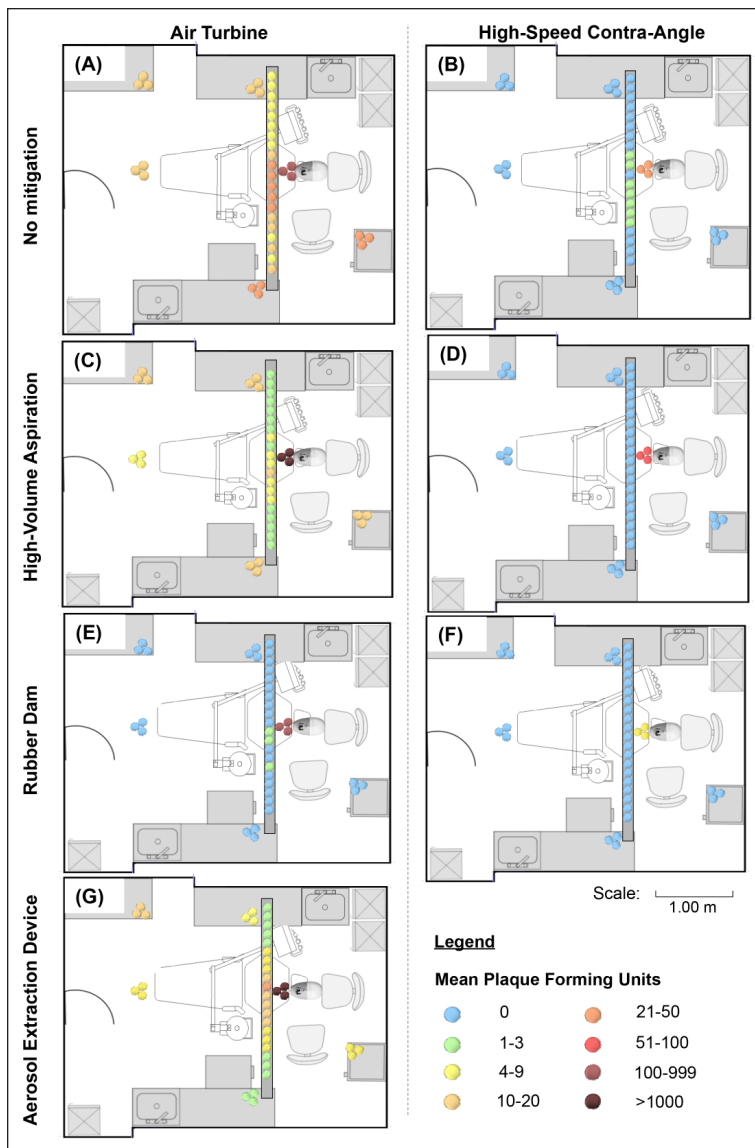 Air Turbine
High-Speed Contra-Angle
No mitigation
(A)
(B)
High-Volume Aspiration
(C)
(D)
Rubber Dam
(E)
(F)
Aerosol Extraction Device
(G)
Scale:
1.00 m
Legend
Mean Plaque Forming Units
0
21-50
1-3
51-100
4-9
100-999
10-20
>1000